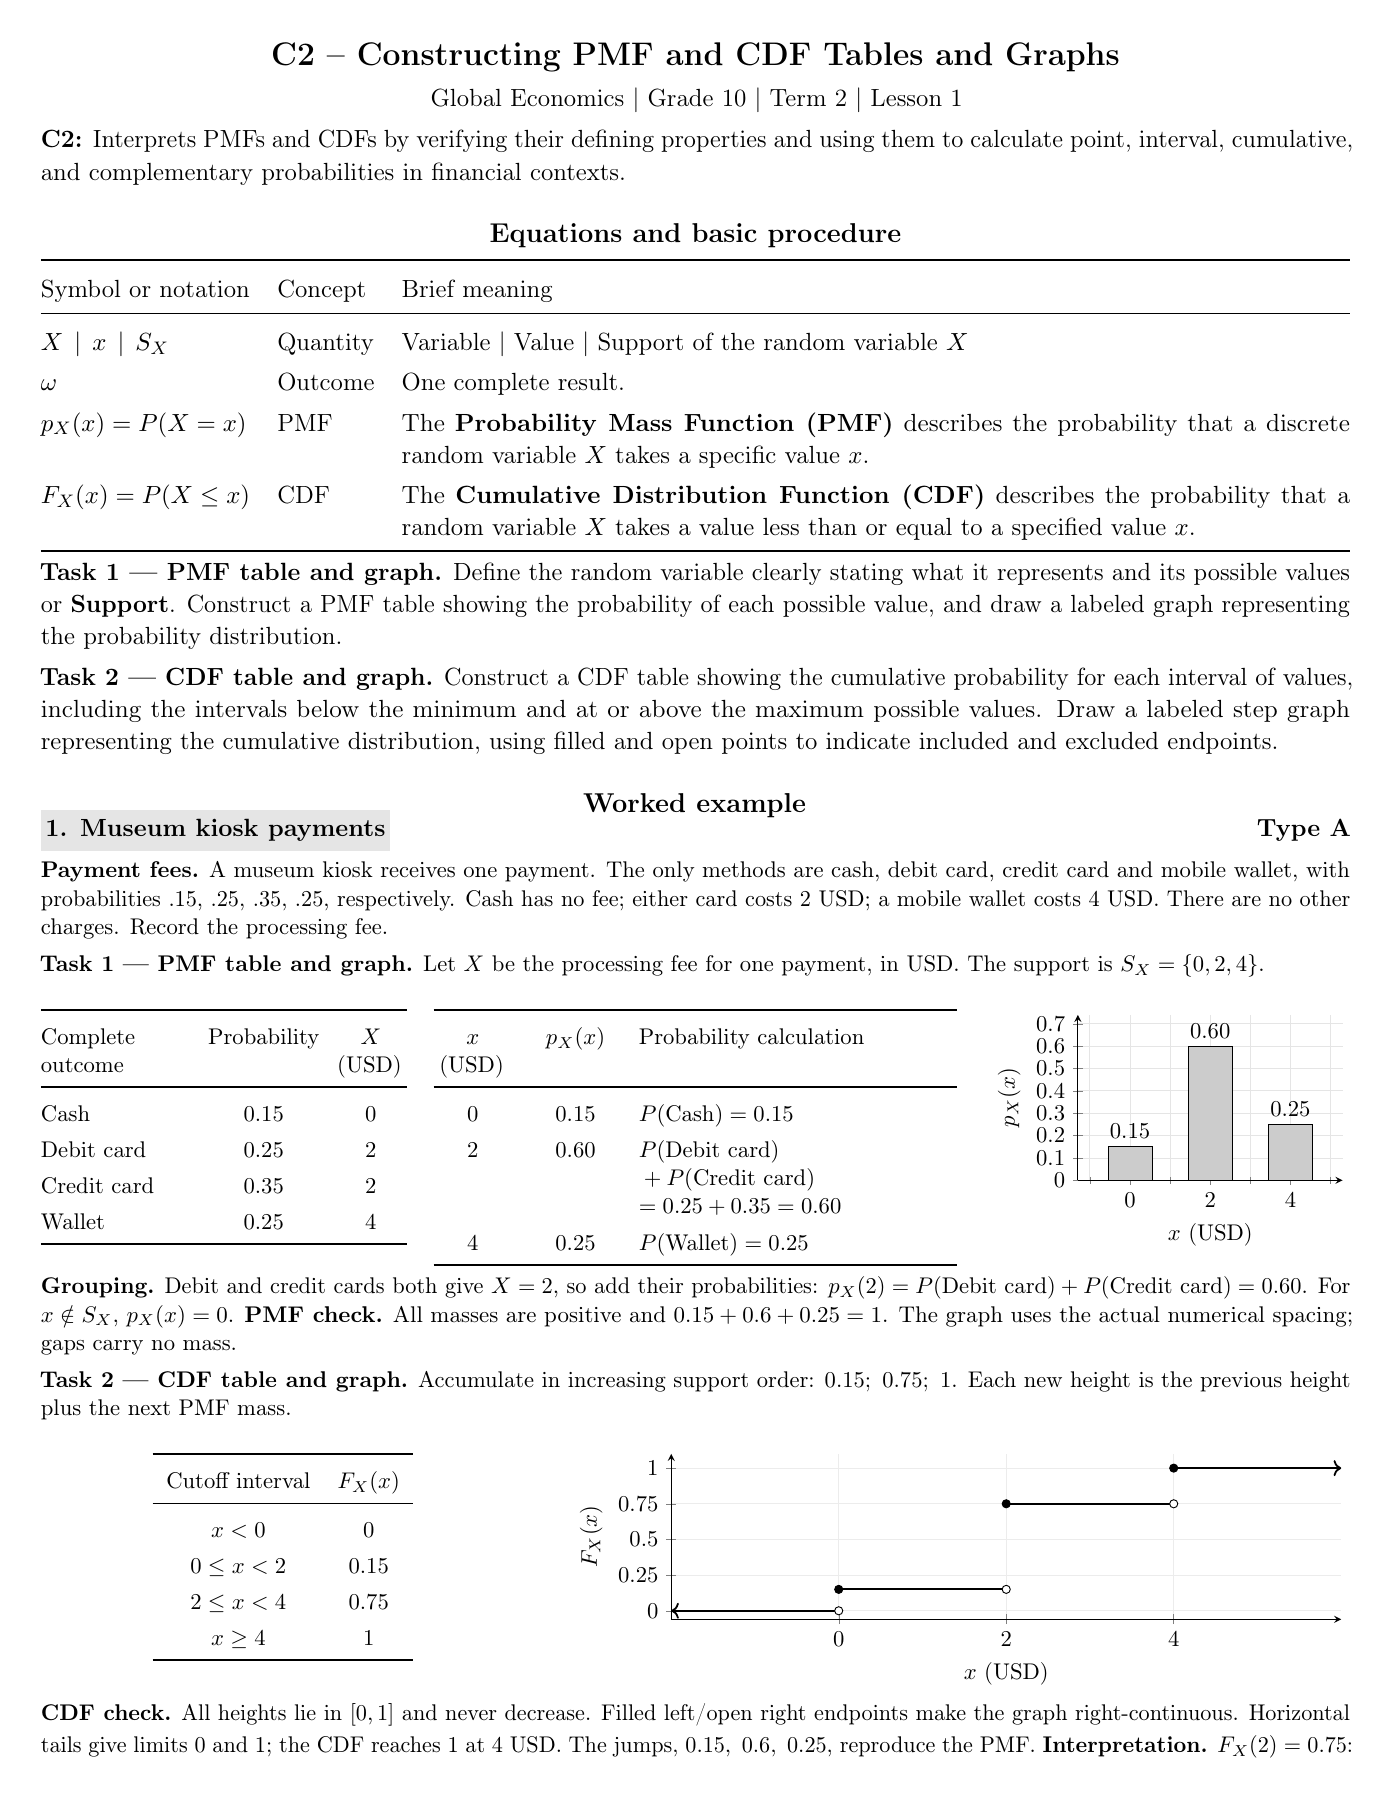 C2 – Constructing PMF and CDF Tables and Graphs
Global Economics | Grade 10 | Term 2 | Lesson 1
C2: Interprets PMFs and CDFs by verifying their defining properties and using them to calculate point, interval, cumulative,
and complementary probabilities in financial contexts.
Equations and basic procedure
Symbol or notation Concept Brief meaning
X | x | S_X Quantity Variable | Value | Support of the random variable X
ω Outcome One complete result.
p_X(x) = P(X = x) PMF The Probability Mass Function (PMF) describes the probability that a discrete
random variable X takes a specific value x.
F_X(x) = P(X ≤ x) CDF The Cumulative Distribution Function (CDF) describes the probability that a
random variable X takes a value less than or equal to a specified value x.
Task 1 — PMF table and graph. Define the random variable clearly stating what it represents and its possible values
or Support. Construct a PMF table showing the probability of each possible value, and draw a labeled graph representing
the probability distribution.
Task 2 — CDF table and graph. Construct a CDF table showing the cumulative probability for each interval of values,
including the intervals below the minimum and at or above the maximum possible values. Draw a labeled step graph
representing the cumulative distribution, using filled and open points to indicate included and excluded endpoints.
Worked example
1. Museum kiosk payments Type A
Payment fees. A museum kiosk receives one payment. The only methods are cash, debit card, credit card and mobile wallet, with
probabilities .15, .25, .35, .25, respectively. Cash has no fee; either card costs 2 USD; a mobile wallet costs 4 USD. There are no other
charges. Record the processing fee.
Task 1 — PMF table and graph. Let X be the processing fee for one payment, in USD. The support is S_X = {0, 2, 4}.
Complete Probability X
outcome (USD)
Cash 0.15 0
Debit card 0.25 2
Credit card 0.35 2
Wallet 0.25 4
x p_X(x) Probability calculation
(USD)
0 0.15 P(Cash) = 0.15
2 0.60 P(Debit card)
+ P(Credit card)
= 0.25 + 0.35 = 0.60
4 0.25 P(Wallet) = 0.25
p_X(x)
0.7
0.6
0.5
0.4
0.3
0.2
0.1
0
0.15 0.60 0.25
0 2 4
x (USD)
Grouping. Debit and credit cards both give X = 2, so add their probabilities: p_X(2) = P(Debit card) + P(Credit card) = 0.60. For
x ∉ S_X, p_X(x) = 0. PMF check. All masses are positive and 0.15 + 0.6 + 0.25 = 1. The graph uses the actual numerical spacing;
gaps carry no mass.
Task 2 — CDF table and graph. Accumulate in increasing support order: 0.15; 0.75; 1. Each new height is the previous height
plus the next PMF mass.
Cutoff interval F_X(x)
x < 0 0
0 ≤ x < 2 0.15
2 ≤ x < 4 0.75
x ≥ 4 1
F_X(x)
1
0.75
0.5
0.25
0
0 2 4
x (USD)
CDF check. All heights lie in [0, 1] and never decrease. Filled left/open right endpoints make the graph right-continuous. Horizontal
tails give limits 0 and 1; the CDF reaches 1 at 4 USD. The jumps, 0.15, 0.6, 0.25, reproduce the PMF. Interpretation. F_X(2) = 0.75: